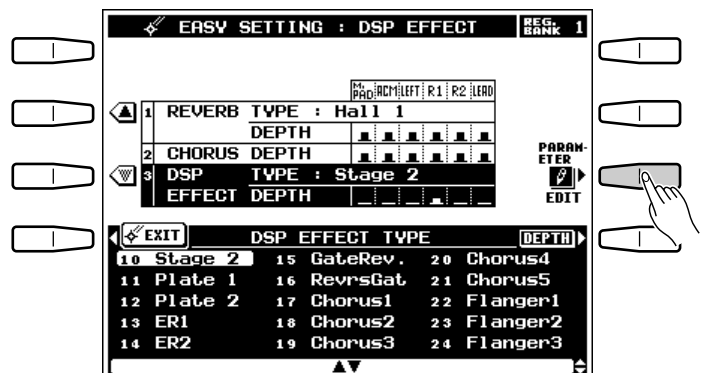 EASY SETTING : DSP EFFECT REG. BANK 1
M. PAD ACM LEFT R1 R2 LEAD
1 REVERB TYPE : Hall 1
DEPTH
2 CHORUS DEPTH
3 DSP TYPE : Stage 2
EFFECT DEPTH
PARAM-
ETER
EDIT
EXIT DSP EFFECT TYPE DEPTH
10 Stage 2 15 GateRev. 20 Chorus4
11 Plate 1 16 RevrsGat 21 Chorus5
12 Plate 2 17 Chorus1 22 Flanger1
13 ER1 18 Chorus2 23 Flanger2
14 ER2 19 Chorus3 24 Flanger3